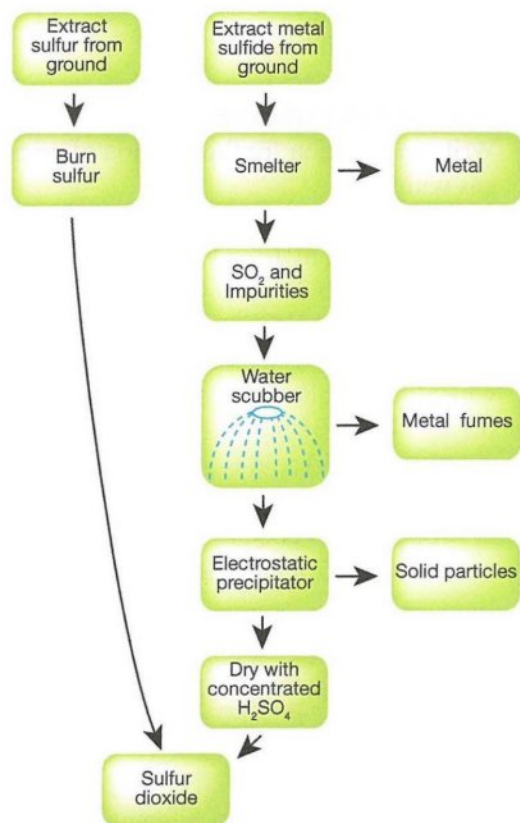 Extract
sulfur from
ground
Extract metal
sulfide from
ground
Burn
sulfur
Smelter
Metal
SO₂ and
Impurities
Water
scubber
Metal fumes
Electrostatic
precipitator
Solid particles
Dry with
concentrated
H₂SO₄
Sulfur
dioxide